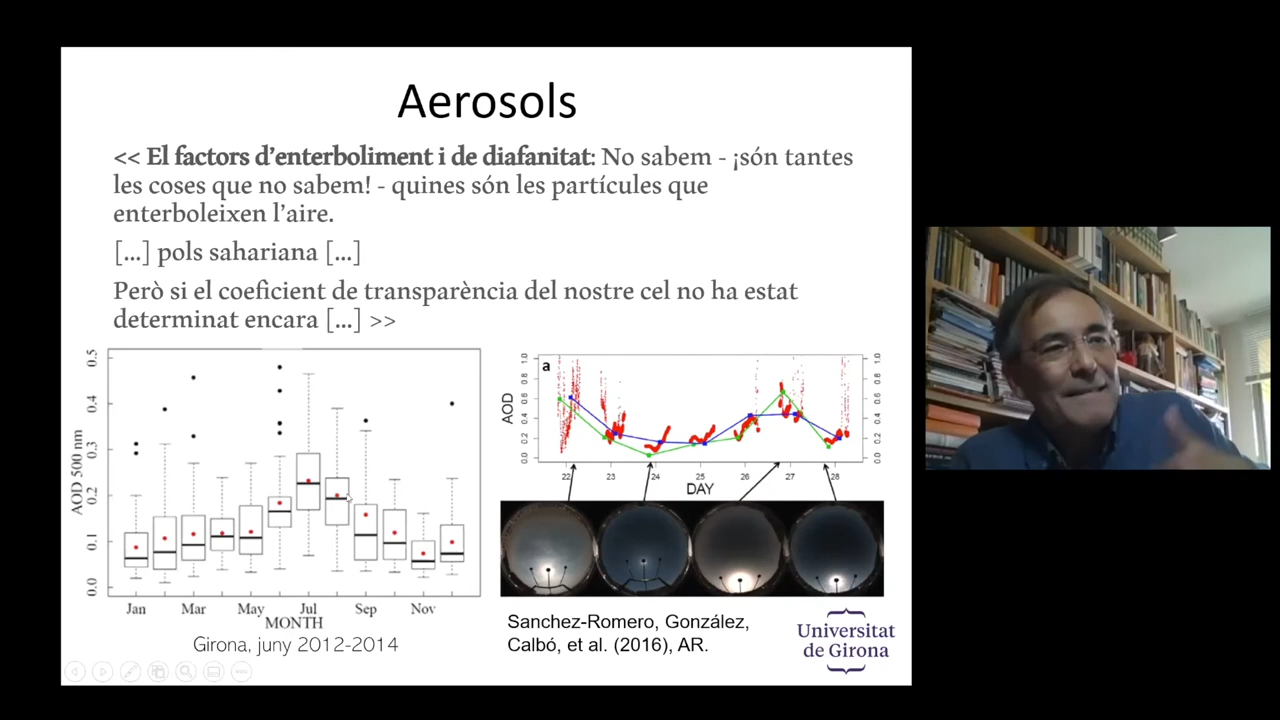 Aerosols
<< El factors d'enterboliment i de diafanitat: No sabem - ¡són tantes
les coses que no sabem! - quines són les partícules que
enterboleixen l'aire.
[...] pols sahariana [...]
Però si el coeficient de transparència del nostre cel no ha estat
determinat encara [...] >>
AOD 500 nm
0.5
0.4
0.3
0.2
0.1
0.0
Jan
Mar
May
Jul
Sep
Nov
MONTH
Girona, juny 2012-2014
a
AOD
1.0
0.8
0.6
0.4
0.2
0.0
1.0
0.8
0.6
0.4
0.2
0.0
22
23
24
25
26
27
28
DAY
Sanchez-Romero, González,
Calbó, et al. (2016), AR.
Universitat
de Girona